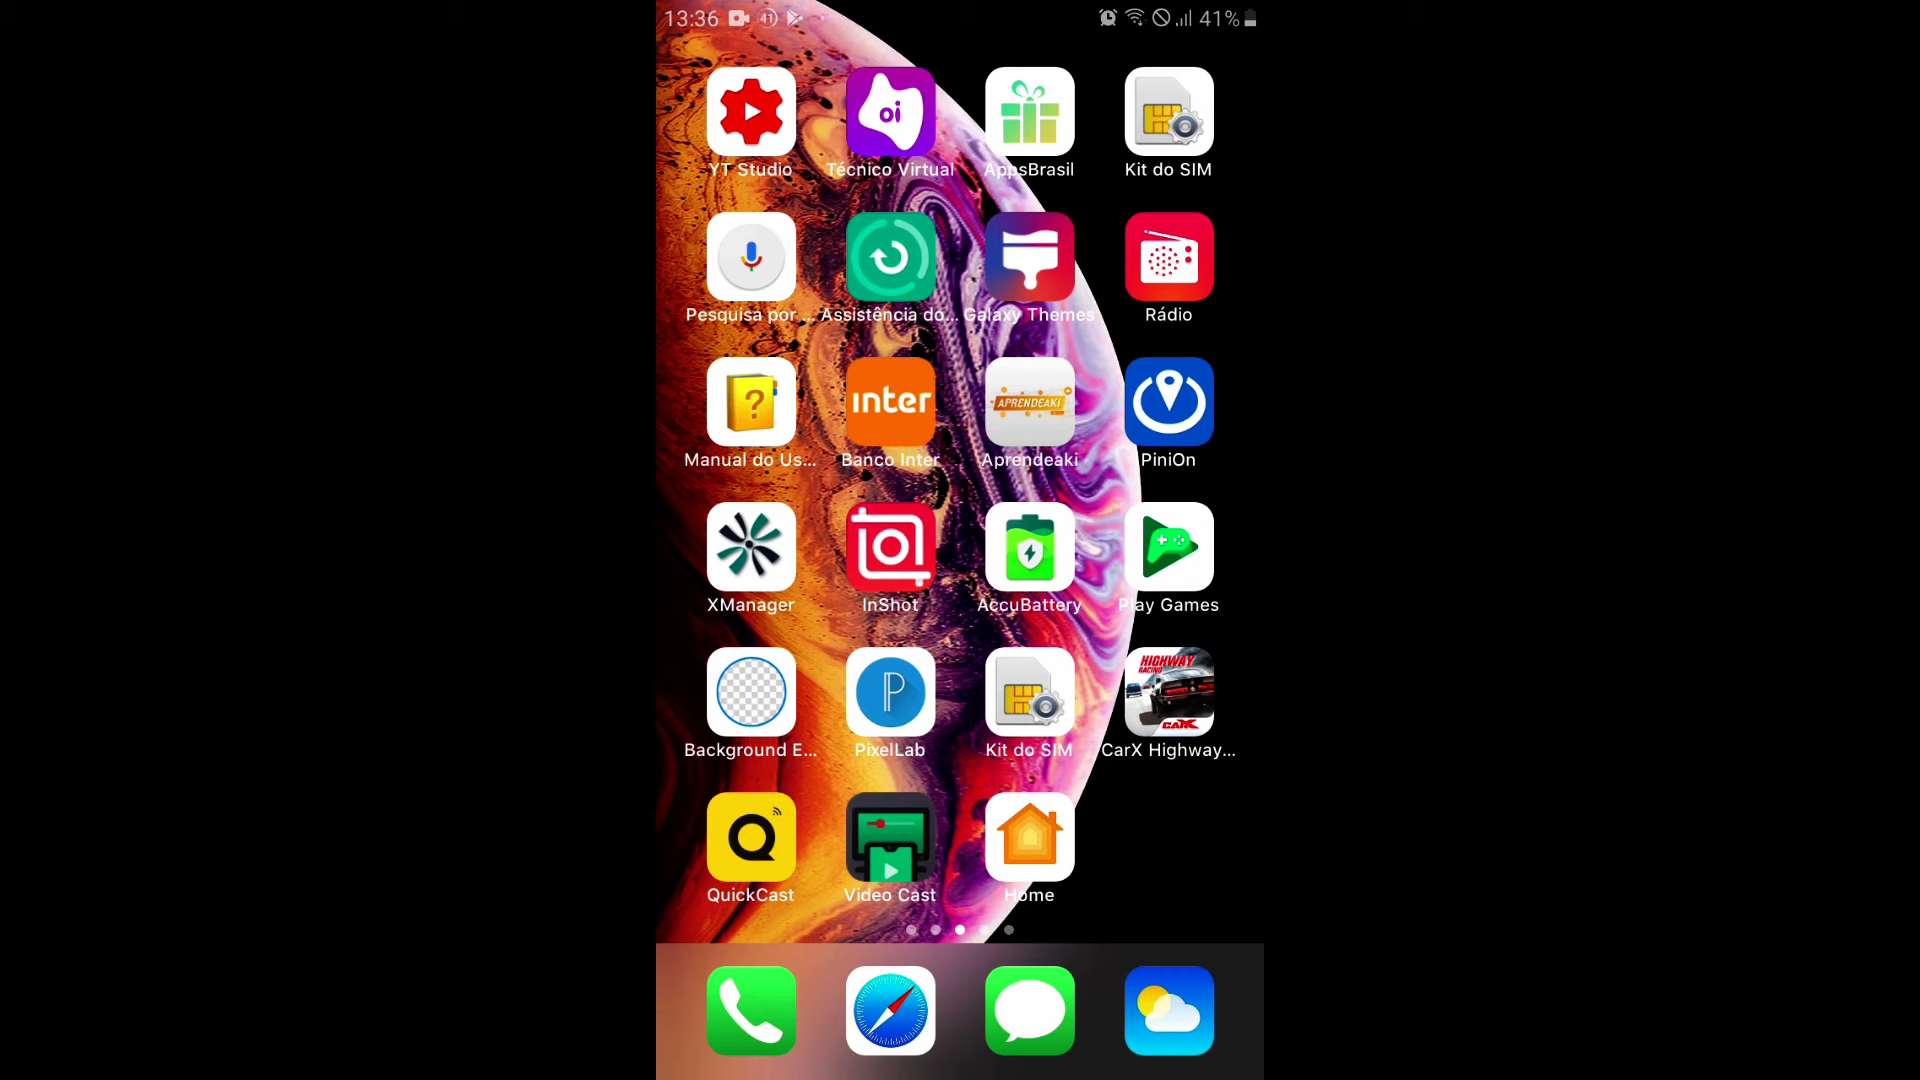 13:36 41 41%
oi
YT Studio Técnico Virtual AppsBrasil Kit do SIM
Pesquisa por ... Assistência do... Galaxy Themes Rádio
? inter APRENDEAKI
Manual do Us... Banco Inter Aprendeaki PiniOn
XManager InShot AccuBattery Play Games
P HIGHWAY
RACING
CARX
Background E... PixelLab Kit do SIM CarX Highway...
Q
QuickCast Video Cast Home